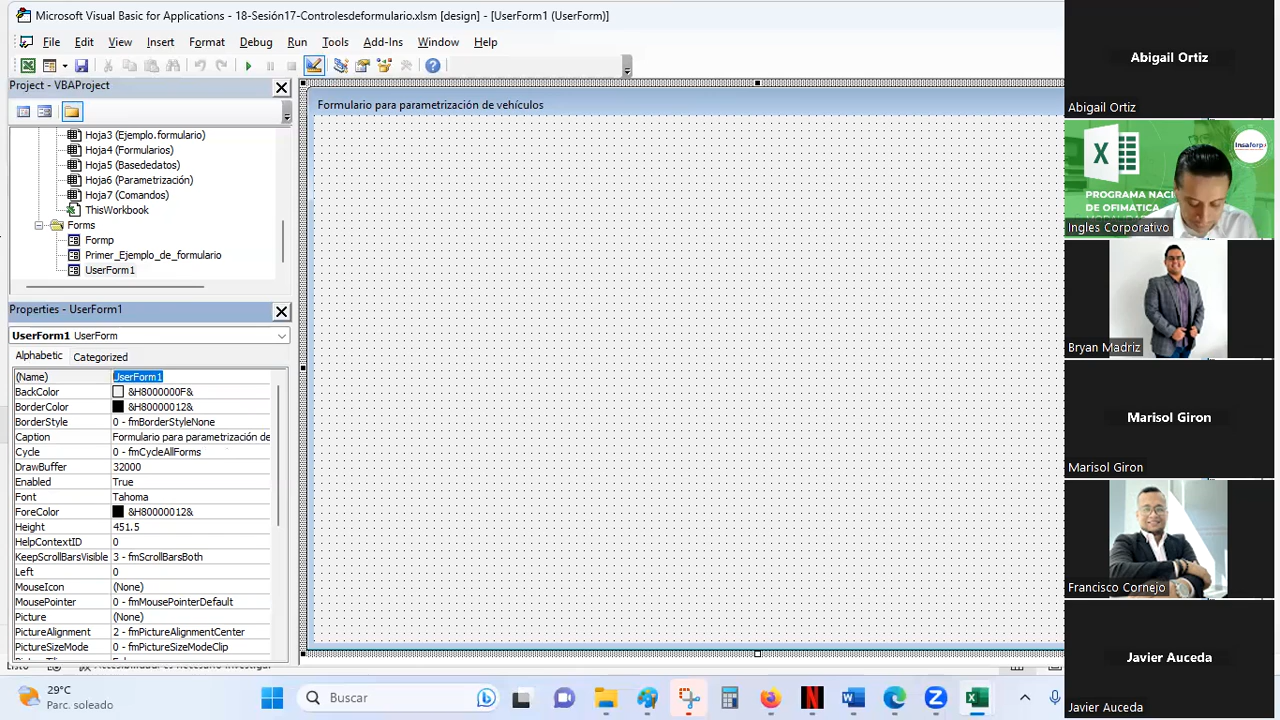 Microsoft Visual Basic for Applications - 18-Sesión17-Controlesdeformulario.xlsm [design] - [UserForm1 (UserForm)]
File Edit View Insert Format Debug Run Tools Add-Ins Window Help
Project - VBAProject
Hoja3 (Ejemplo.formulario)
Hoja4 (Formularios)
Hoja5 (Basededatos)
Hoja6 (Parametrización)
Hoja7 (Comandos)
ThisWorkbook
Forms
Formp
Primer_Ejemplo_de_formulario
UserForm1
Properties - UserForm1
UserForm1 UserForm
Alphabetic Categorized
(Name) UserForm1
BackColor &H8000000F&
BorderColor &H80000012&
BorderStyle 0 - fmBorderStyleNone
Caption Formulario para parametrización de
Cycle 0 - fmCycleAllForms
DrawBuffer 32000
Enabled True
Font Tahoma
ForeColor &H80000012&
Height 451.5
HelpContextID 0
KeepScrollBarsVisible 3 - fmScrollBarsBoth
Left 0
MouseIcon (None)
MousePointer 0 - fmMousePointerDefault
Picture (None)
PictureAlignment 2 - fmPictureAlignmentCenter
PictureSizeMode 0 - fmPictureSizeModeClip
Formulario para parametrización de vehículos
29°C
Parc. soleado
Buscar
Abigail Ortiz
Abigail Ortiz
X
Insaforp
PROGRAMA NACI
DE OFIMATICA
Ingles Corporativo
Bryan Madriz
Marisol Giron
Marisol Giron
Francisco Cornejo
Javier Auceda
Javier Auceda